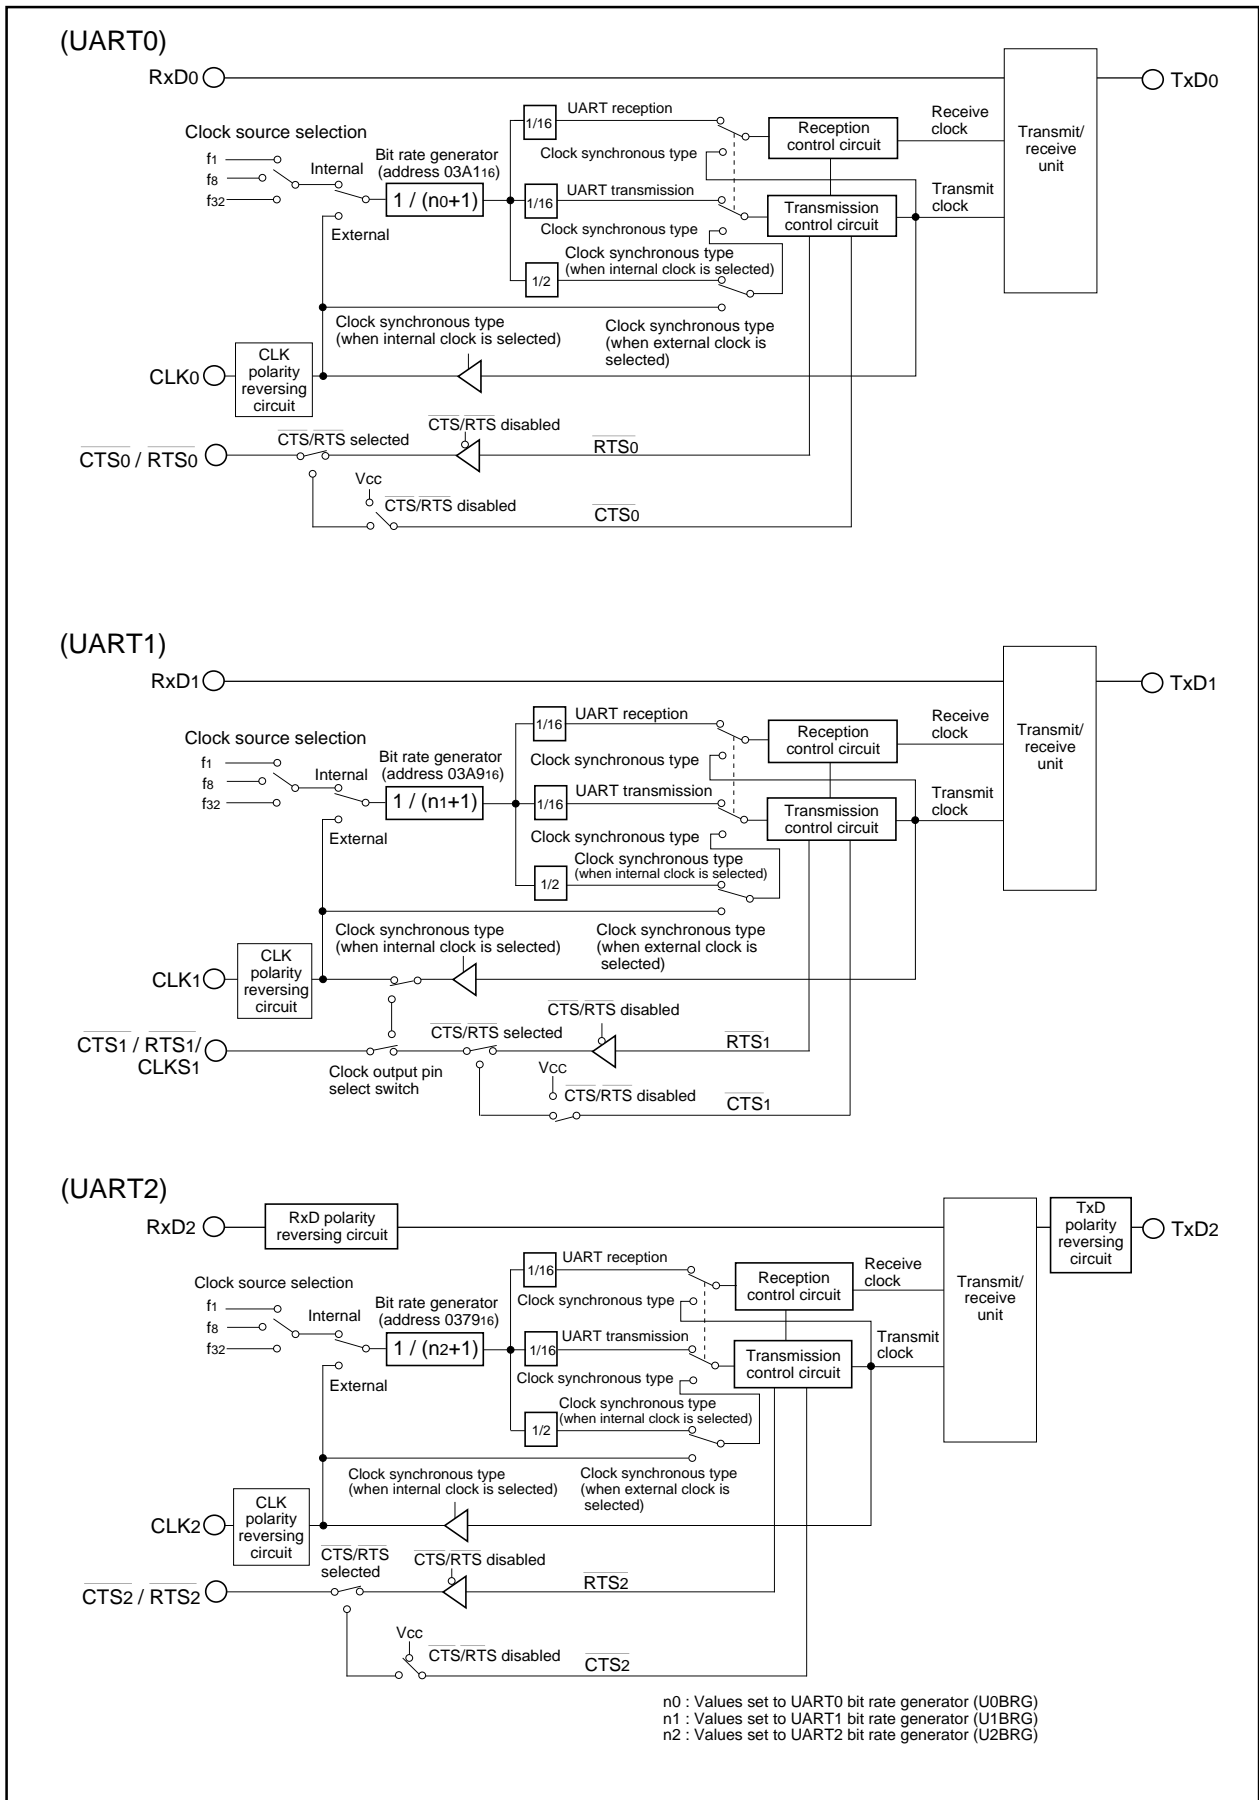 (UART0)
RxD0
TxD0
Clock source selection
f1
f8
f32
Internal
External
Bit rate generator
(address 03A116)
1 / (n0+1)
1/16
UART reception
Clock synchronous type
1/16
UART transmission
Clock synchronous type
Clock synchronous type
(when internal clock is selected)
1/2
Reception
control circuit
Transmission
control circuit
Receive
clock
Transmit
clock
Transmit/
receive
unit
Clock synchronous type
(when internal clock is selected)
Clock synchronous type
(when external clock is
selected)
CLK0
CLK
polarity
reversing
circuit
CTS0 / RTS0
CTS/RTS selected
CTS/RTS disabled
RTS0
Vcc
CTS/RTS disabled
CTS0
(UART1)
RxD1
TxD1
Clock source selection
f1
f8
f32
Internal
External
Bit rate generator
(address 03A916)
1 / (n1+1)
1/16
UART reception
Clock synchronous type
1/16
UART transmission
Clock synchronous type
Clock synchronous type
(when internal clock is selected)
1/2
Reception
control circuit
Transmission
control circuit
Receive
clock
Transmit
clock
Transmit/
receive
unit
Clock synchronous type
(when internal clock is selected)
Clock synchronous type
(when external clock is
selected)
CLK1
CLK
polarity
reversing
circuit
CTS1 / RTS1/
CLKS1
Clock output pin
select switch
CTS/RTS selected
CTS/RTS disabled
RTS1
VCC
CTS/RTS disabled
CTS1
(UART2)
RxD2
RxD polarity
reversing circuit
TxD
polarity
reversing
circuit
TxD2
Clock source selection
f1
f8
f32
Internal
External
Bit rate generator
(address 037916)
1 / (n2+1)
1/16
UART reception
Clock synchronous type
1/16
UART transmission
Clock synchronous type
Clock synchronous type
(when internal clock is selected)
1/2
Reception
control circuit
Transmission
control circuit
Receive
clock
Transmit
clock
Transmit/
receive
unit
Clock synchronous type
(when internal clock is selected)
Clock synchronous type
(when external clock is
selected)
CLK2
CLK
polarity
reversing
circuit
CTS2 / RTS2
CTS/RTS
selected
CTS/RTS disabled
RTS2
Vcc
CTS/RTS disabled
CTS2
n0 : Values set to UART0 bit rate generator (U0BRG)
n1 : Values set to UART1 bit rate generator (U1BRG)
n2 : Values set to UART2 bit rate generator (U2BRG)